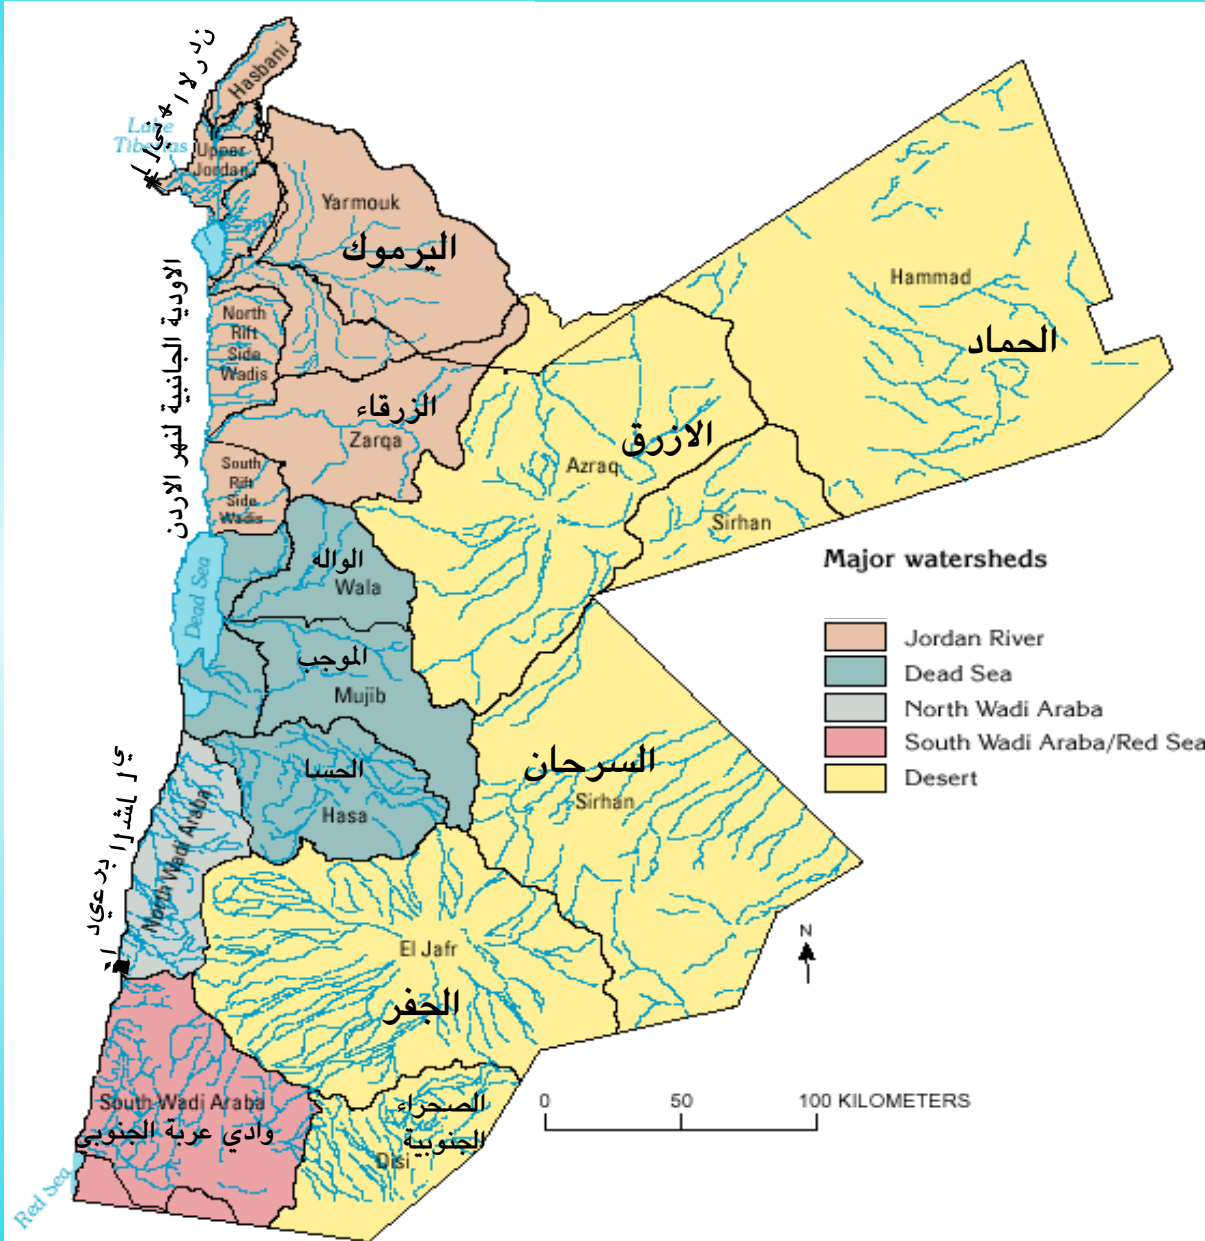 Hasbani
Lake
Tiberias
Upper
Jordan
Yarmouk
اليرموك
Hammad
الحماد
الاودية الجانبية لنهر الاردن
North
Rift
Side
Wadis
الزرقاء
Zarqa
الازرق
Azraq
South
Rift
Side
Wadis
Sirhan
Dead Sea
الواله
Wala
الموجب
Mujib
السرحان
Sirhan
الحسا
Hasa
North Wadi Araba
El Jafr
الجفر
South Wadi Araba
وادي عربة الجنوبي
الصحراء
الجنوبية
Disi
Red Sea
Major watersheds
Jordan River
Dead Sea
North Wadi Araba
South Wadi Araba/Red Sea
Desert
N
0 50 100 KILOMETERS